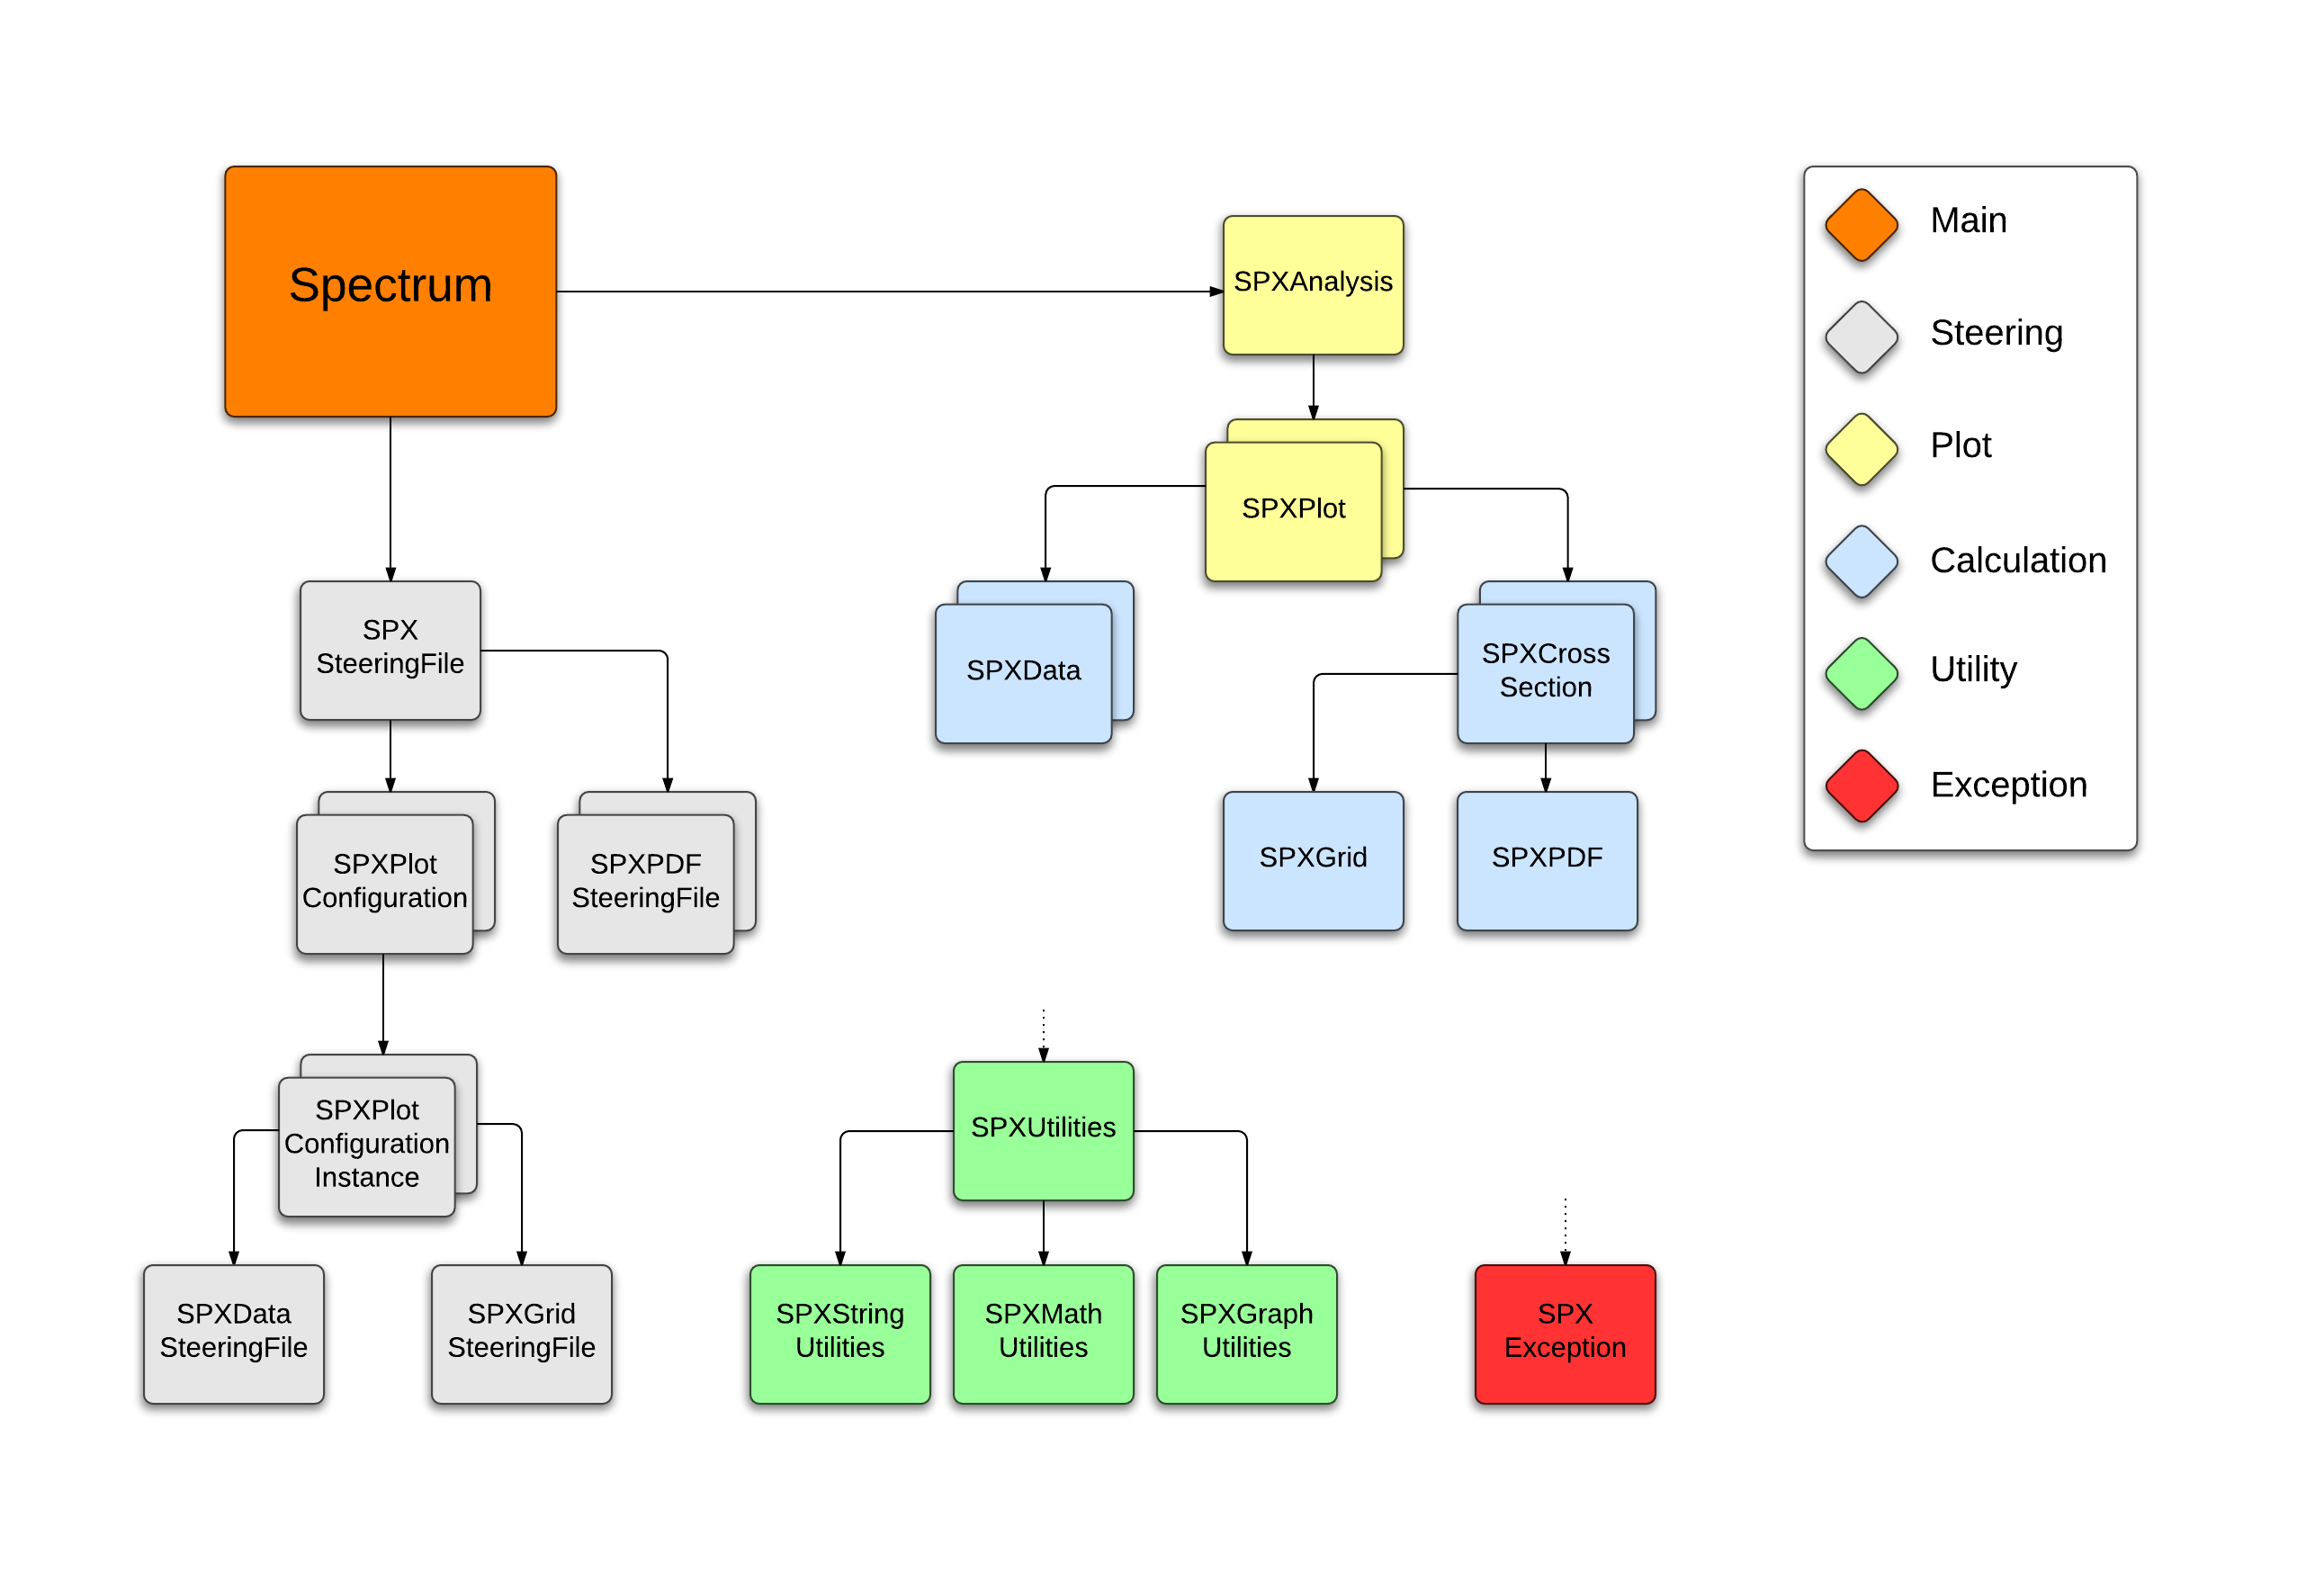 Spectrum
SPXAnalysis
SPXPlot
SPX
SteeringFile
SPXData
SPXCross
Section
SPXPlot
Configuration
SPXPDF
SteeringFile
SPXGrid
SPXPDF
SPXPlot
Configuration
Instance
SPXUtilities
SPXData
SteeringFile
SPXGrid
SteeringFile
SPXString
Utilities
SPXMath
Utilities
SPXGraph
Utilities
SPX
Exception
Main
Steering
Plot
Calculation
Utility
Exception